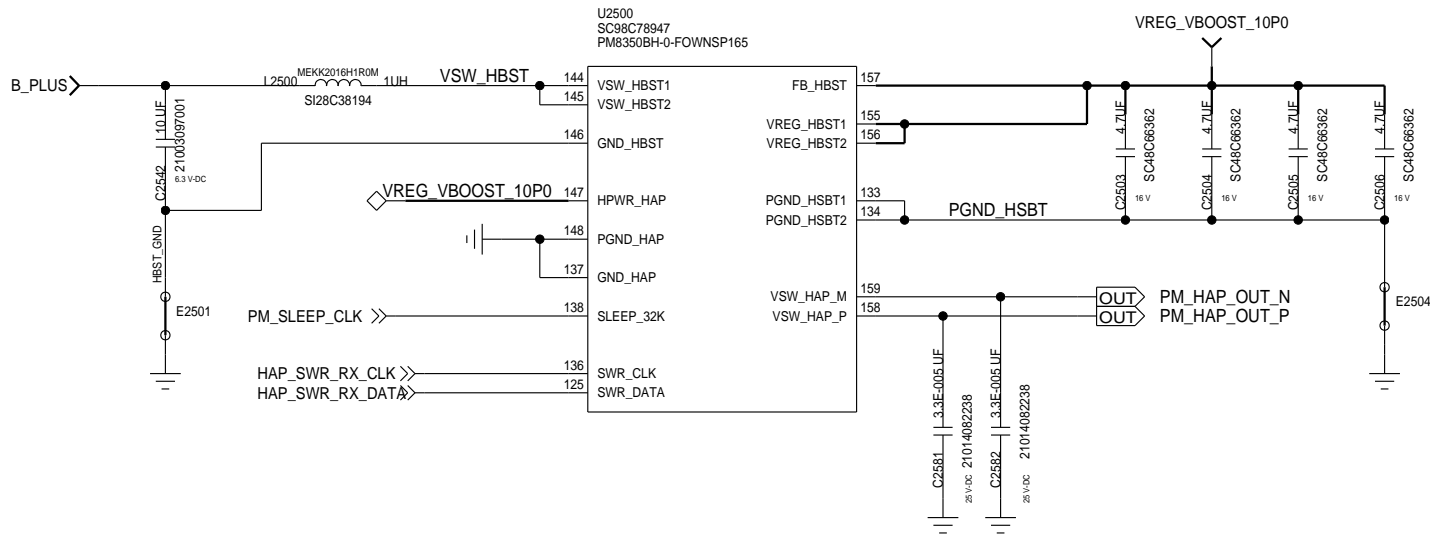 U2500
SC98C78947
PM8350BH-0-FOWNSP165
VREG_VBOOST_10P0
B_PLUS
L2500
MEKK2016H1R0M
1UH
SI28C38194
VSW_HBST
144
VSW_HBST1
145
VSW_HBST2
146
GND_HBST
VREG_VBOOST_10P0
147
HPWR_HAP
148
PGND_HAP
137
GND_HAP
PM_SLEEP_CLK
138
SLEEP_32K
HAP_SWR_RX_CLK
136
SWR_CLK
HAP_SWR_RX_DATA
125
SWR_DATA
C2542
10 UF
21003097001
6.3 V-DC
HBST_GND
E2501
FB_HBST
157
VREG_HBST1
155
VREG_HBST2
156
PGND_HSBT1
133
PGND_HSBT2
134
PGND_HSBT
VSW_HAP_M
159
OUT
PM_HAP_OUT_N
VSW_HAP_P
158
OUT
PM_HAP_OUT_P
C2503
4.7UF
SC48C66362
16 V
C2504
4.7UF
SC48C66362
16 V
C2505
4.7UF
SC48C66362
16 V
C2506
4.7UF
SC48C66362
16 V
E2504
C2581
3.3E-005 UF
21014082238
25 V-DC
C2582
3.3E-005 UF
21014082238
25 V-DC